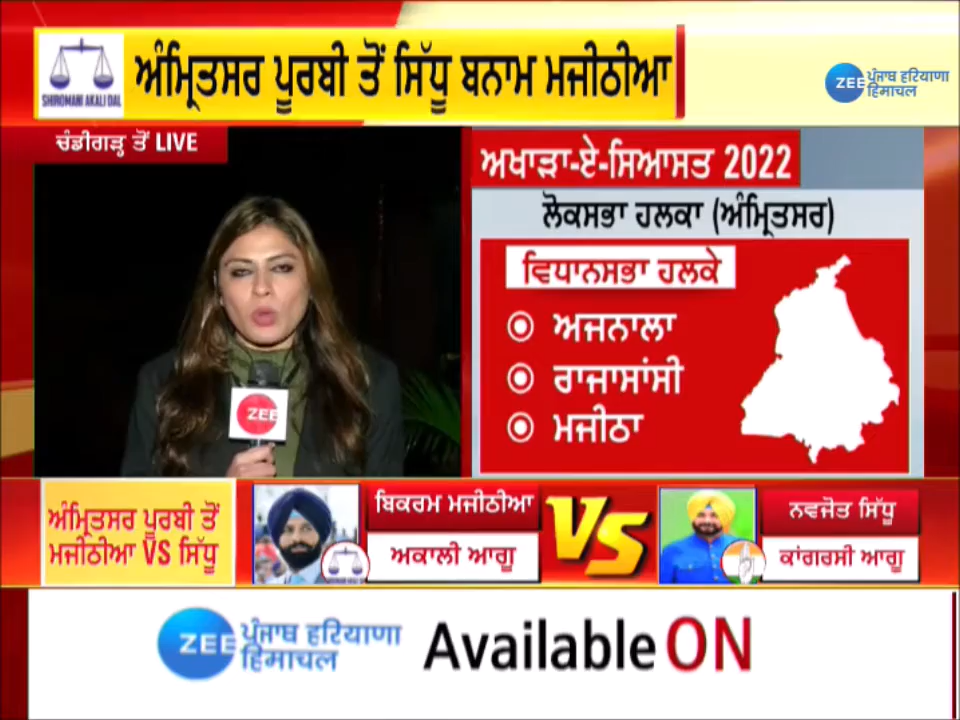 ਅੰਮ੍ਰਿਤਸਰ ਪੂਰਬੀ ਤੋਂ ਸਿੱਧੂ ਬਨਾਮ ਮਜੀਠੀਆ
SHIROMANI AKALI DAL
ZEE ਪੰਜਾਬ ਹਰਿਆਣਾ
ਹਿਮਾਚਲ
ਚੰਡੀਗੜ੍ਹ ਤੋਂ LIVE
ਅਖਾੜਾ-ਏ-ਸਿਆਸਤ 2022
ਲੋਕਸਭਾ ਹਲਕਾ (ਅੰਮ੍ਰਿਤਸਰ)
ਵਿਧਾਨਸਭਾ ਹਲਕੇ
ਅਜਨਾਲਾ
ਰਾਜਾਸਾਂਸੀ
ਮਜੀਠਾ
ZEE
ਅੰਮ੍ਰਿਤਸਰ ਪੂਰਬੀ ਤੋਂ
ਮਜੀਠੀਆ VS ਸਿੱਧੂ
ਬਿਕਰਮ ਮਜੀਠੀਆ
ਅਕਾਲੀ ਆਗੂ
VS
ਨਵਜੋਤ ਸਿੱਧੂ
ਕਾਂਗਰਸੀ ਆਗੂ
ZEE ਪੰਜਾਬ ਹਰਿਆਣਾ
ਹਿਮਾਚਲ
Available ON